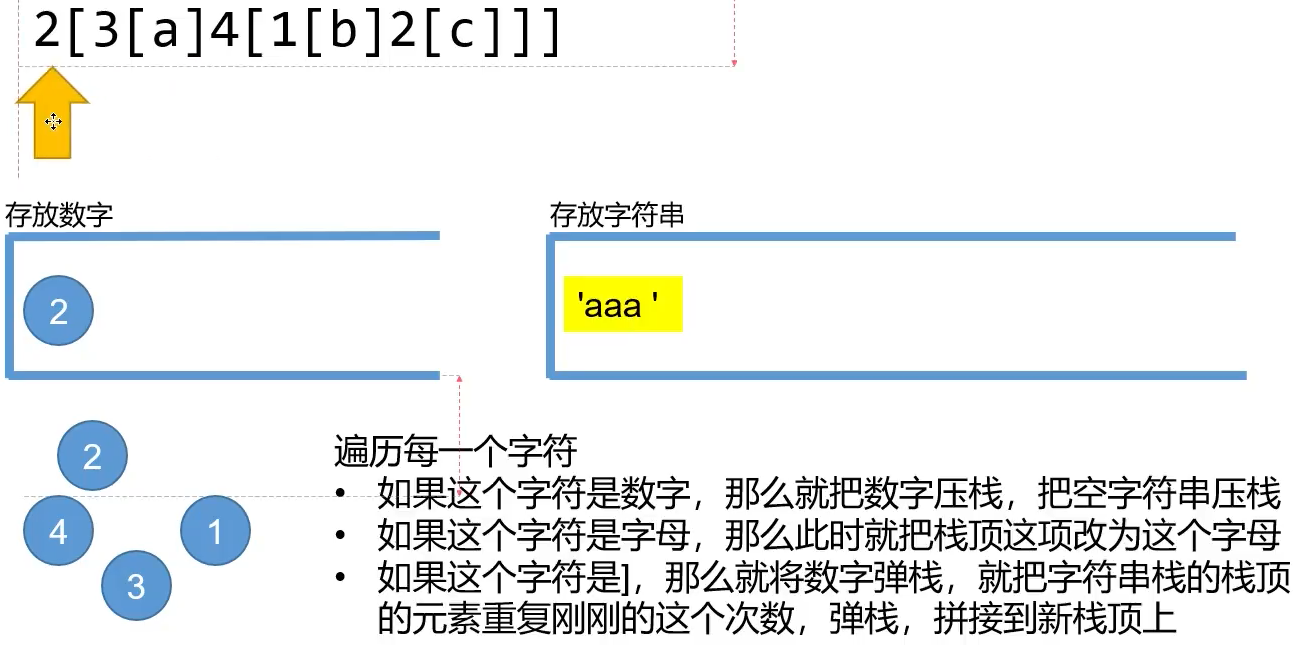 2[3[a]4[1[b]2[c]]]
存放数字
存放字符串
2
'aaa '
2
4
1
3
遍历每一个字符
• 如果这个字符是数字，那么就把数字压栈，把空字符串压栈
• 如果这个字符是字母，那么此时就把栈顶这项改为这个字母
• 如果这个字符是]，那么就将数字弹栈，就把字符串栈的栈顶
的元素重复刚刚的这个次数，弹栈，拼接到新栈顶上